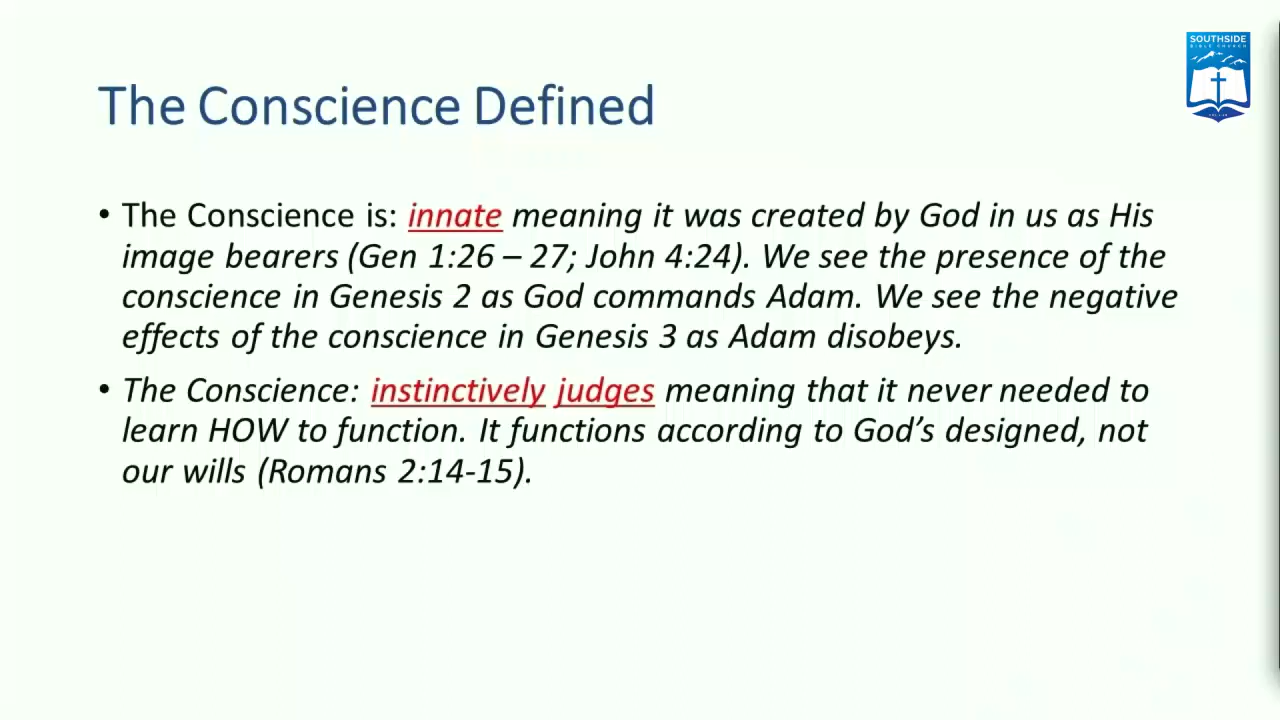 SOUTHSIDE
BIBLE CHURCH
The Conscience Defined
• The Conscience is: innate meaning it was created by God in us as His
image bearers (Gen 1:26 – 27; John 4:24). We see the presence of the
conscience in Genesis 2 as God commands Adam. We see the negative
effects of the conscience in Genesis 3 as Adam disobeys.
• The Conscience: instinctively judges meaning that it never needed to
learn HOW to function. It functions according to God’s designed, not
our wills (Romans 2:14-15).